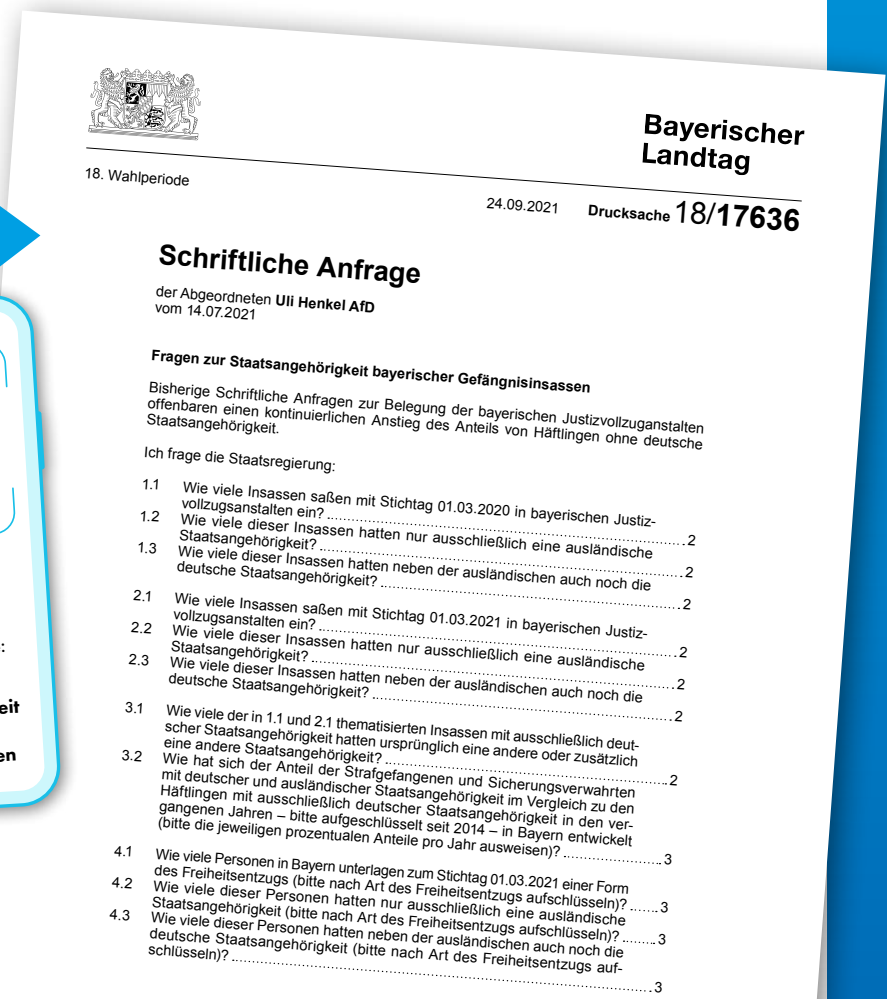 Bayerischer
Landtag
18. Wahlperiode
24.09.2021 Drucksache 18/17636
Schriftliche Anfrage
der Abgeordneten Uli Henkel AfD
vom 14.07.2021
Fragen zur Staatsangehörigkeit bayerischer Gefängnisinsassen
Bisherige Schriftliche Anfragen zur Belegung der bayerischen Justizvollzuganstalten
offenbaren einen kontinuierlichen Anstieg des Anteils von Häftlingen ohne deutsche
Staatsangehörigkeit.
Ich frage die Staatsregierung:
1.1 Wie viele Insassen saßen mit Stichtag 01.03.2020 in bayerischen Justiz-
vollzugsanstalten ein? 2
1.2 Wie viele dieser Insassen hatten nur ausschließlich eine ausländische
Staatsangehörigkeit? 2
1.3 Wie viele dieser Insassen hatten neben der ausländischen auch noch die
deutsche Staatsangehörigkeit? 2
2.1 Wie viele Insassen saßen mit Stichtag 01.03.2021 in bayerischen Justiz-
vollzugsanstalten ein? 2
2.2 Wie viele dieser Insassen hatten nur ausschließlich eine ausländische
Staatsangehörigkeit? 2
2.3 Wie viele dieser Insassen hatten neben der ausländischen auch noch die
deutsche Staatsangehörigkeit? 2
3.1 Wie viele der in 1.1 und 2.1 thematisierten Insassen mit ausschließlich deut-
scher Staatsangehörigkeit hatten ursprünglich eine andere oder zusätzlich
eine andere Staatsangehörigkeit? 2
3.2 Wie hat sich der Anteil der Strafgefangenen und Sicherungsverwahrten
mit deutscher und ausländischer Staatsangehörigkeit im Vergleich zu den
Häftlingen mit ausschließlich deutscher Staatsangehörigkeit in den ver-
gangenen Jahren – bitte aufgeschlüsselt seit 2014 – in Bayern entwickelt
(bitte die jeweiligen prozentualen Anteile pro Jahr ausweisen)? 3
4.1 Wie viele Personen in Bayern unterlagen zum Stichtag 01.03.2021 einer Form
des Freiheitsentzugs (bitte nach Art des Freiheitsentzugs aufschlüsseln)? 3
4.2 Wie viele dieser Personen hatten nur ausschließlich eine ausländische
Staatsangehörigkeit (bitte nach Art des Freiheitsentzugs aufschlüsseln)? 3
4.3 Wie viele dieser Personen hatten neben der ausländischen auch noch die
deutsche Staatsangehörigkeit (bitte nach Art des Freiheitsentzugs auf-
schlüsseln)? 3
:
eit
en